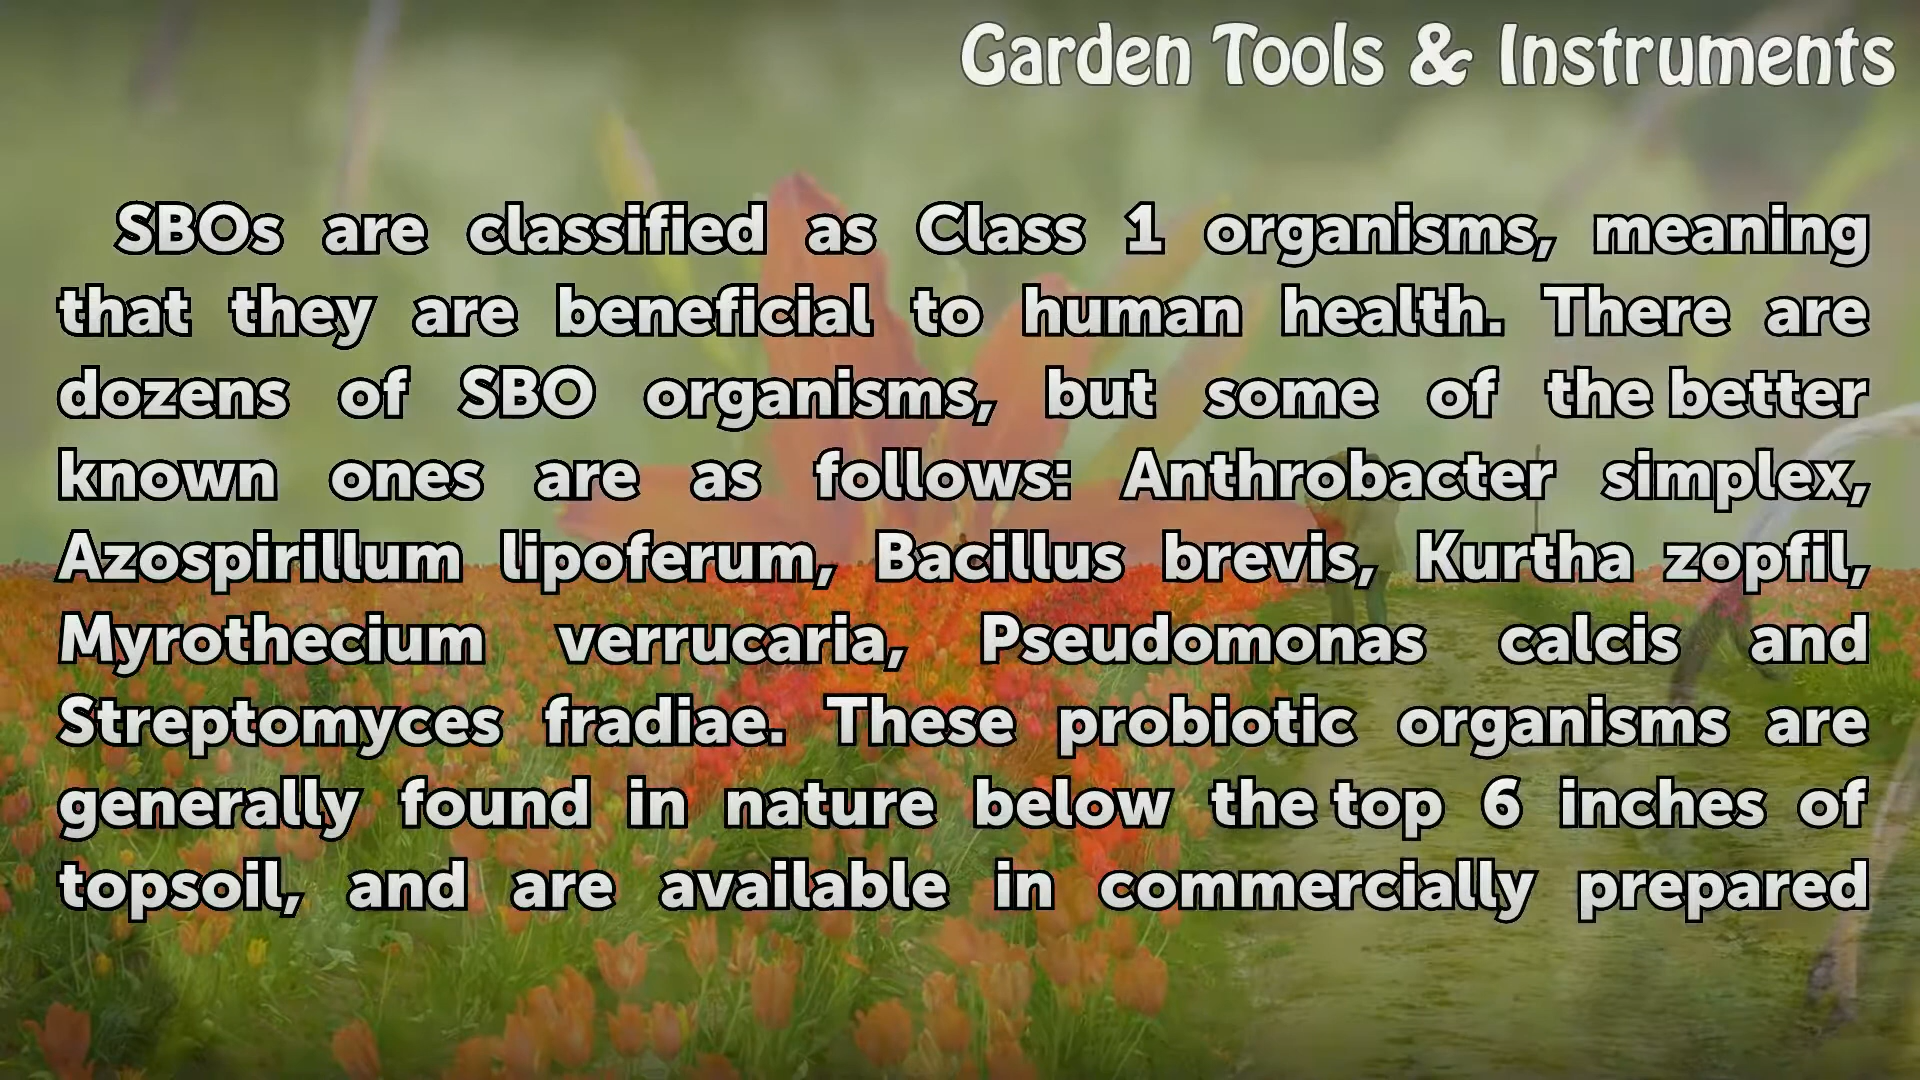 Garden Tools & Instruments
SBOs are classified as Class 1 organisms, meaning
that they are beneficial to human health. There are
dozens of SBO organisms, but some of the better
known ones are as follows: Anthrobacter simplex,
Azospirillum lipoferum, Bacillus brevis, Kurtha zopfil,
Myrothecium verrucaria, Pseudomonas calcis and
Streptomyces fradiae. These probiotic organisms are
generally found in nature below the top 6 inches of
topsoil, and are available in commercially prepared